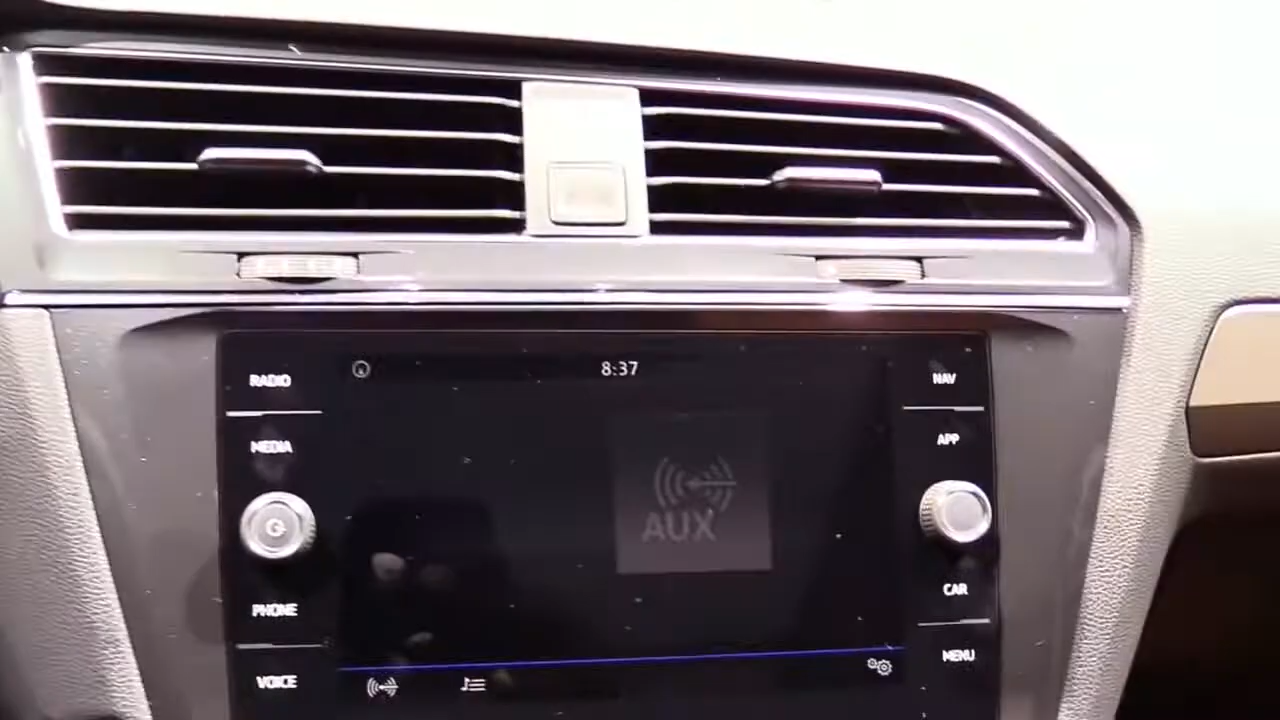 RADIO
MEDIA
PHONE
VOICE
8:37
AUX
NAV
APP
CAR
MENU